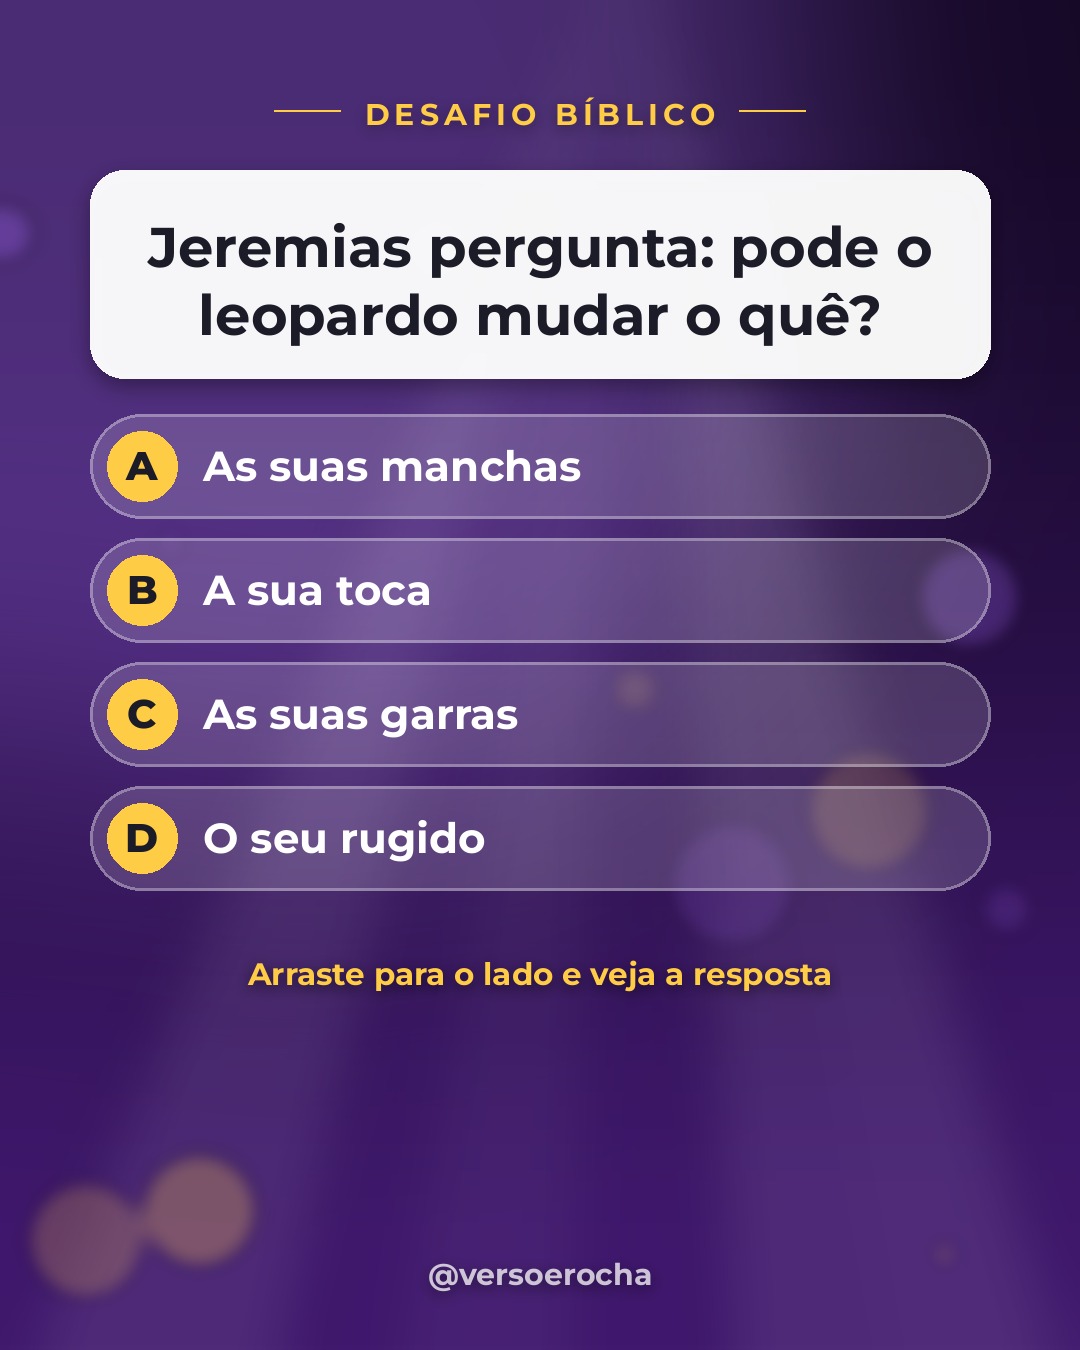 DESAFIO BÍBLICO
Jeremias pergunta: pode o
leopardo mudar o quê?
A As suas manchas
B A sua toca
C As suas garras
D O seu rugido
Arraste para o lado e veja a resposta
@versoerocha